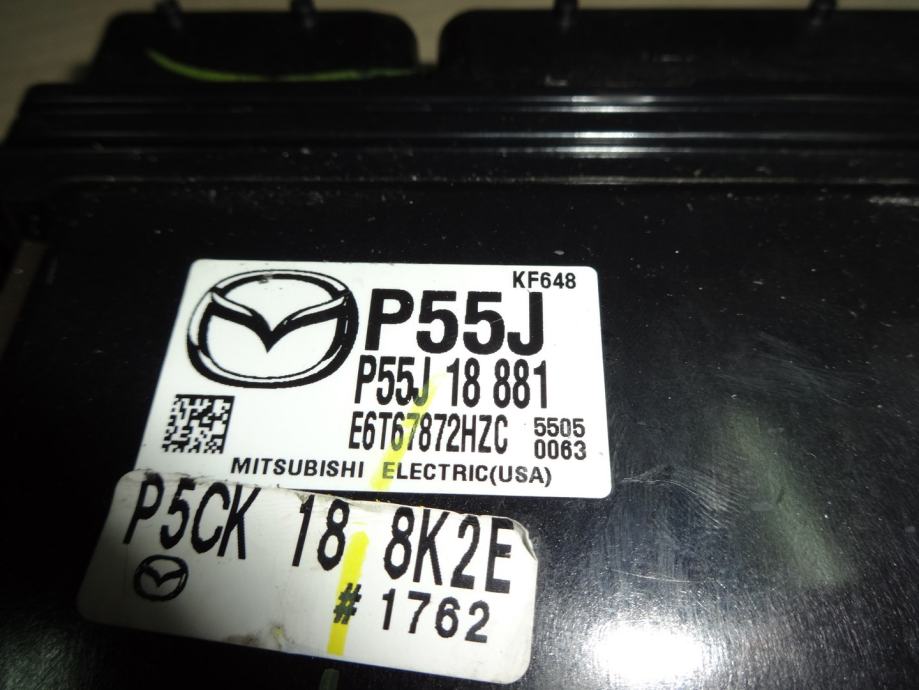 KF648
P55J
P55J 18 881
E6T67872HZC 5505
0063
MITSUBISHI ELECTRIC(USA)
P5CK 18 8K2E
# 1762